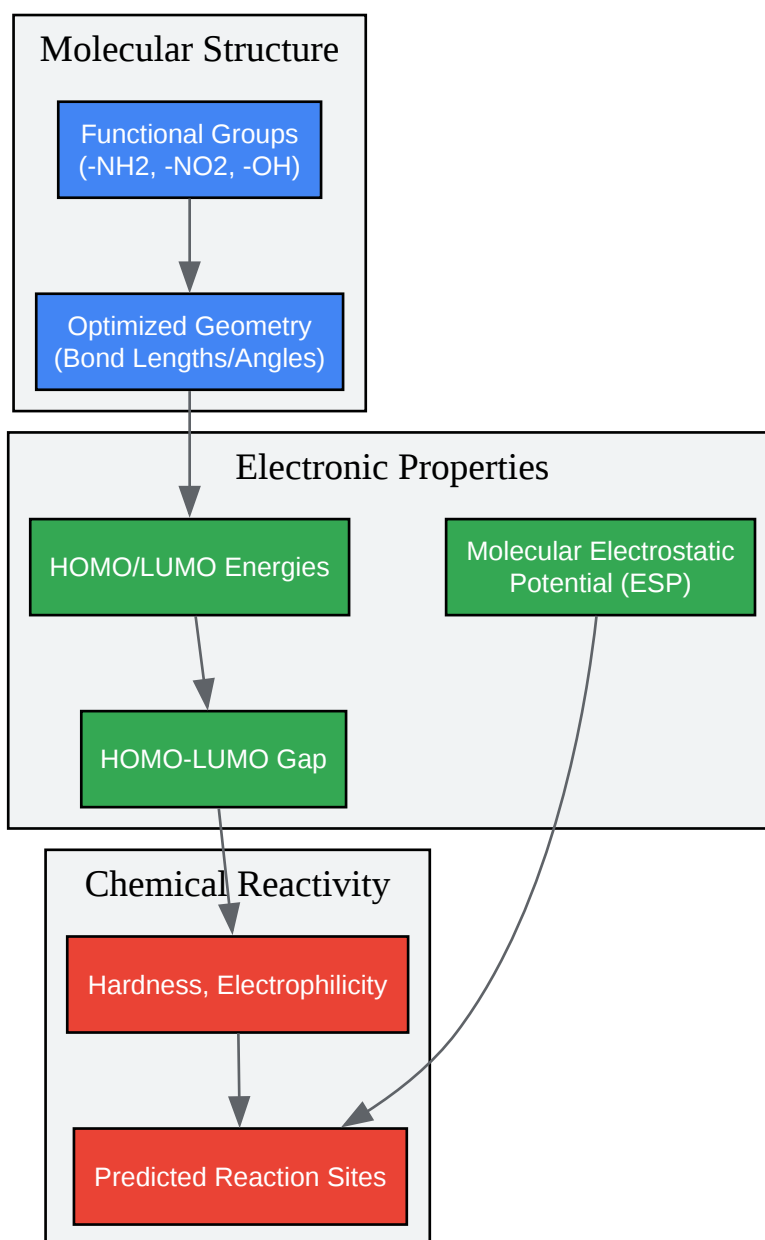 Molecular Structure
Functional Groups
(-NH2, -NO2, -OH)
Optimized Geometry
(Bond Lengths/Angles)
Electronic Properties
HOMO/LUMO Energies
Molecular Electrostatic
Potential (ESP)
HOMO-LUMO Gap
Chemical Reactivity
Hardness, Electrophilicity
Predicted Reaction Sites